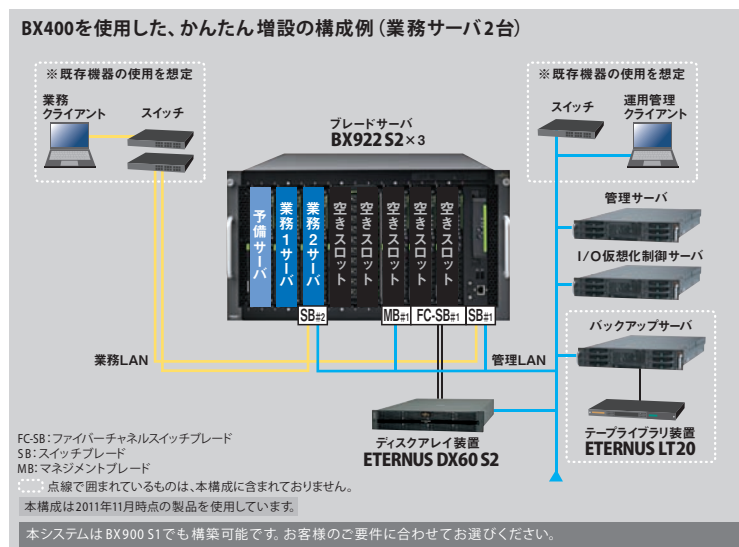 BX400を使用した、かんたん増設の構成例（業務サーバ2台）
※既存機器の使用を想定
業務
クライアント
スイッチ
ブレードサーバ
BX922 S2×3
※既存機器の使用を想定
スイッチ
運用管理
クライアント
管理サーバ
I/O仮想化制御サーバ
バックアップサーバ
テープライブラリ装置
ETERNUS LT20
予備サーバ
業務1サーバ
業務2サーバ
空きスロット
空きスロット
空きスロット
空きスロット
空きスロット
SB#2
MB#1
FC-SB#1
SB#1
業務LAN
管理LAN
ディスクアレイ装置
ETERNUS DX60 S2
FC-SB：ファイバーチャネルスイッチブレード
SB：スイッチブレード
MB：マネジメントブレード
点線で囲まれているものは、本構成に含まれておりません。
本構成は2011年11月時点の製品を使用しています。
本システムはBX900 S1でも構築可能です。お客様のご要件に合わせてお選びください。